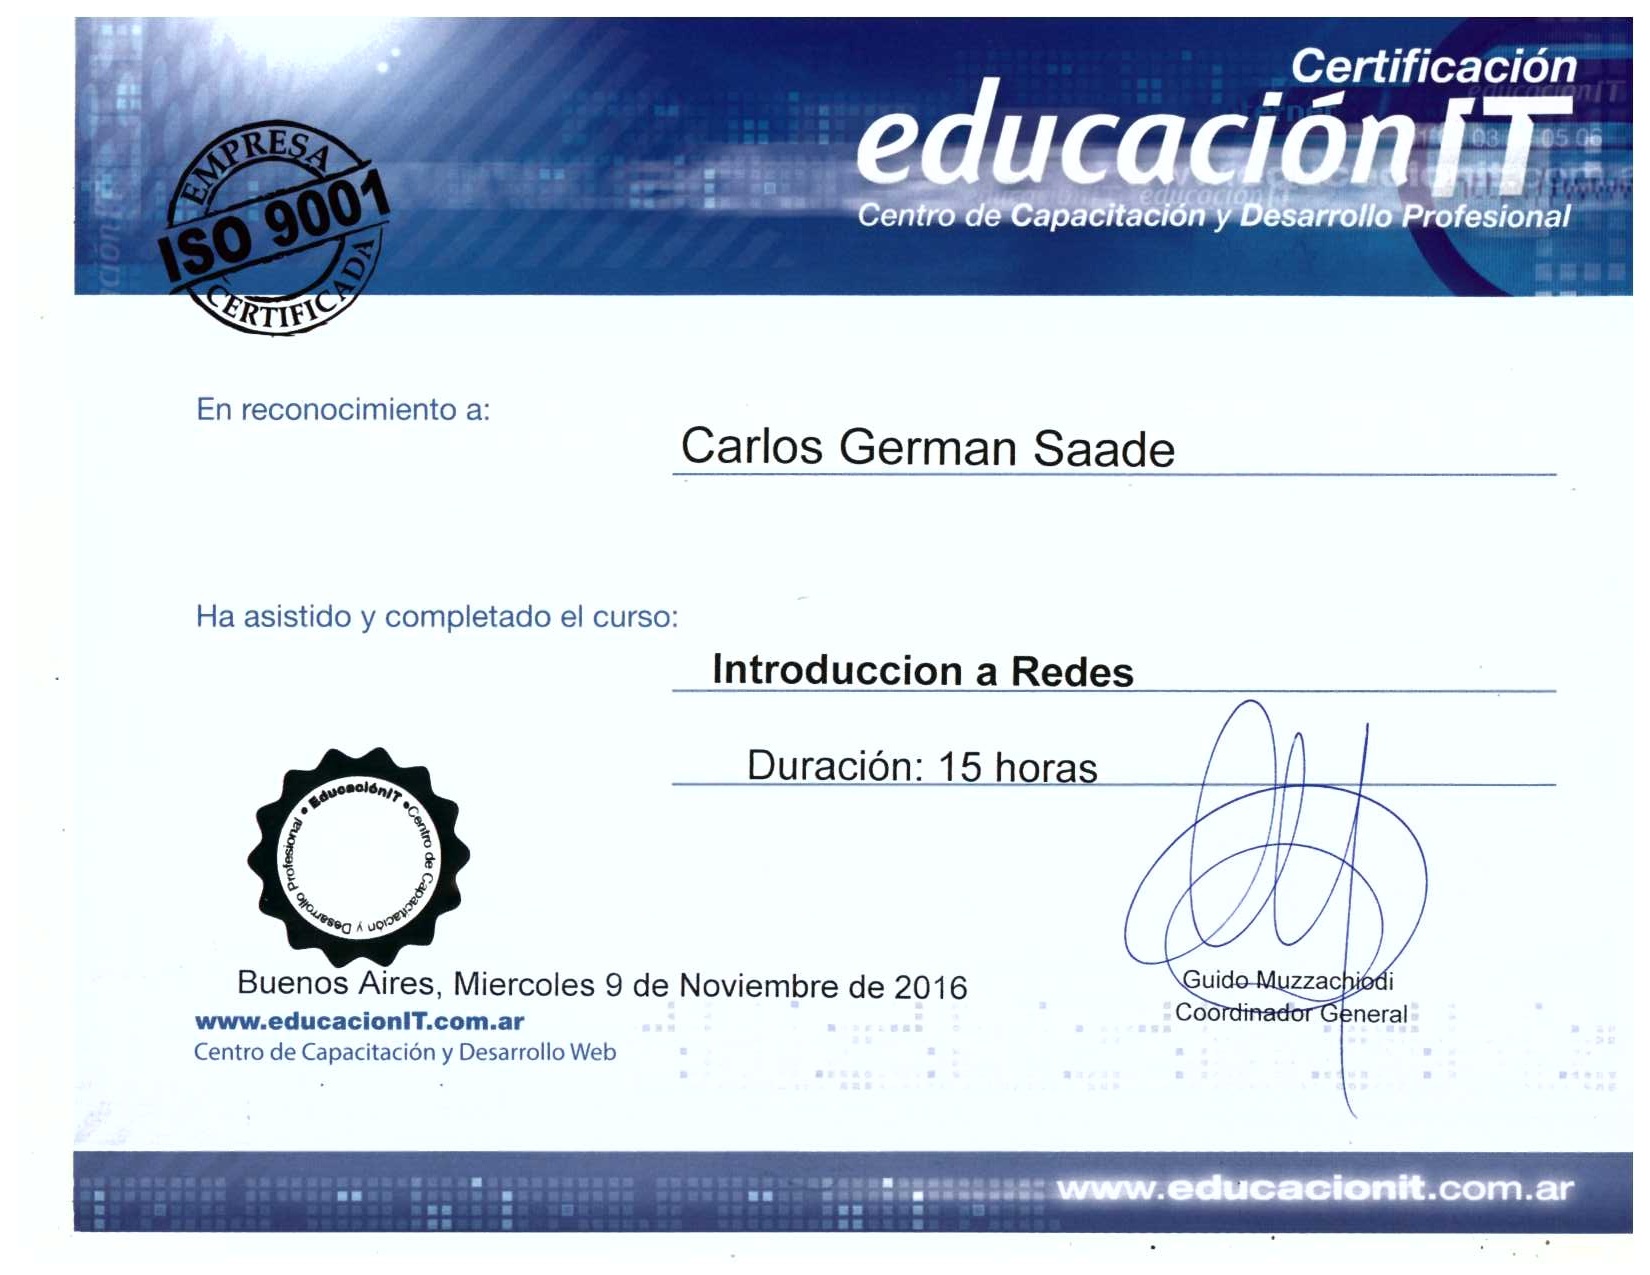 Certificación
educaciónIT
Centro de Capacitación y Desarrollo Profesional
EMPRESA
ISO 9001
CERTIFICADA
En reconocimiento a:
Carlos German Saade
Ha asistido y completado el curso:
Introduccion a Redes
Duración: 15 horas
• EducaciónIT • Centro de Capacitación y Desarrollo Profesional
Buenos Aires, Miercoles 9 de Noviembre de 2016
www.educacionIT.com.ar
Centro de Capacitación y Desarrollo Web
Guido Muzzachiodi
Coordinador General
www.educacionit.com.ar